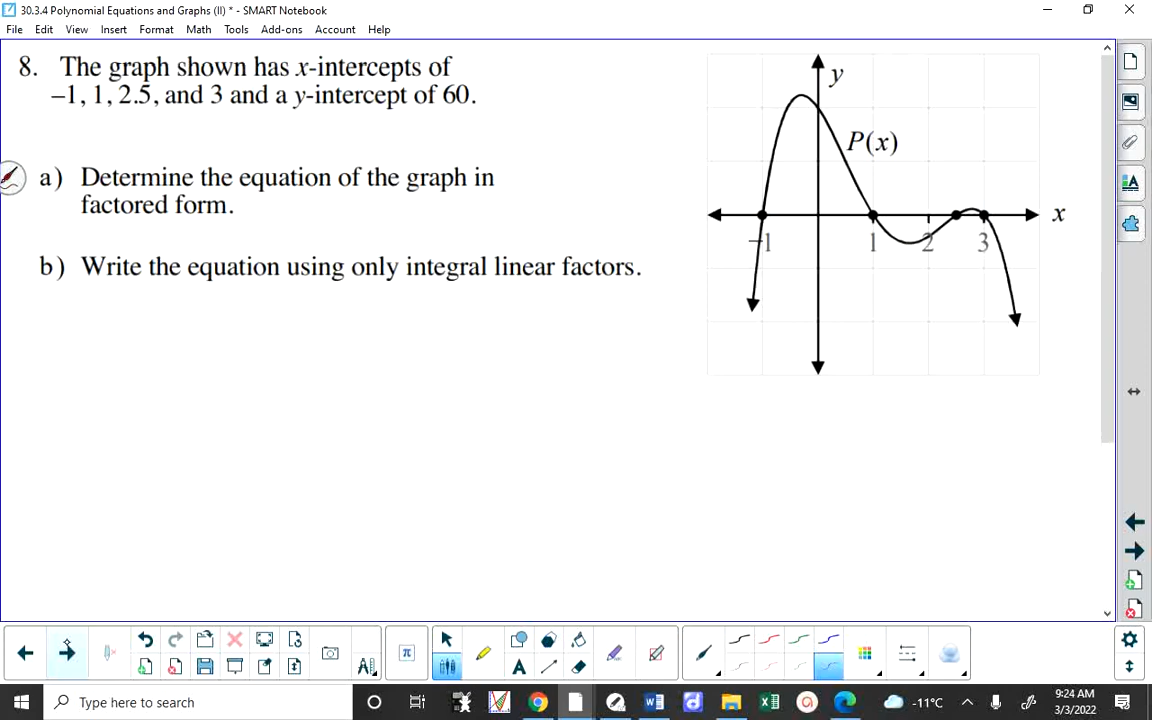 30.3.4 Polynomial Equations and Graphs (II) * - SMART Notebook
File Edit View Insert Format Math Tools Add-ons Account Help
8. The graph shown has x-intercepts of
–1, 1, 2.5, and 3 and a y-intercept of 60.
a) Determine the equation of the graph in
factored form.
b) Write the equation using only integral linear factors.
y
P(x)
x
–1 1 2 3
π
A
Type here to search
-11°C
9:24 AM
3/3/2022